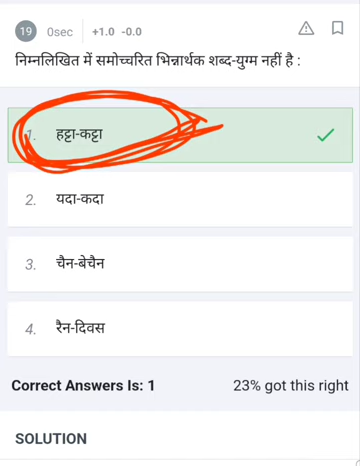 19 0sec +1.0 -0.0
निम्नलिखित में समोच्चरित भिन्नार्थक शब्द-युग्म नहीं है :
1. हट्टा-कट्टा
2. यदा-कदा
3. चैन-बेचैन
4. रैन-दिवस
Correct Answers Is: 1 23% got this right
SOLUTION